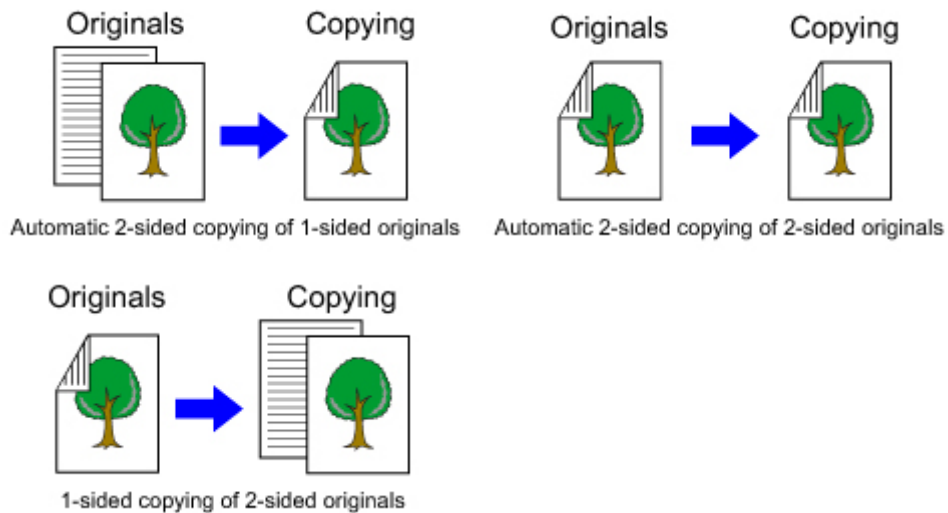 Originals
Copying
Automatic 2-sided copying of 1-sided originals
Originals
Copying
Automatic 2-sided copying of 2-sided originals
Originals
Copying
1-sided copying of 2-sided originals